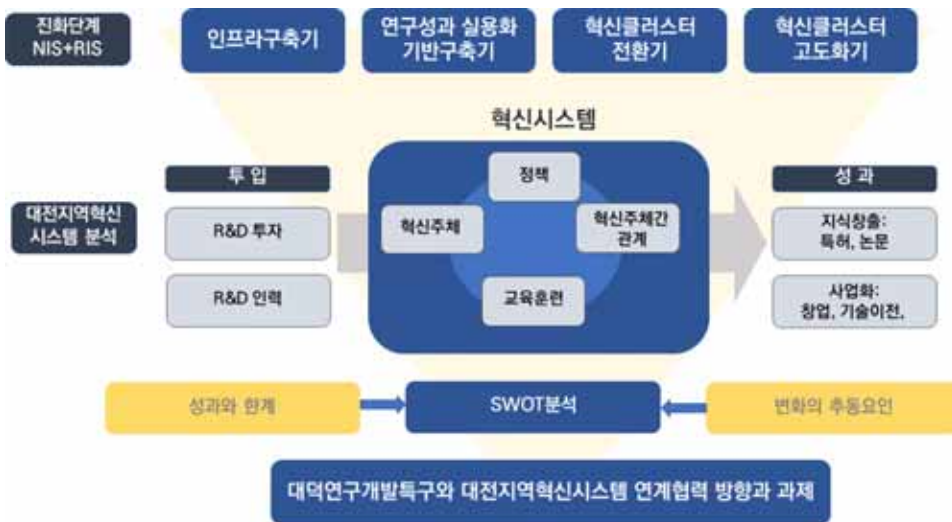 진화단계
NIS+RIS
인프라구축기
연구성과 실용화
기반구축기
혁신클러스터
전환기
혁신클러스터
고도화기
혁신시스템
대전지역혁신
시스템 분석
투 입
R&D 투자
R&D 인력
정책
혁신주체
혁신주체간
관계
교육훈련
성 과
지식창출:
특허, 논문
사업화:
창업, 기술이전,
성과와 한계
SWOT분석
변화의 추동요인
대덕연구개발특구와 대전지역혁신시스템 연계협력 방향과 과제